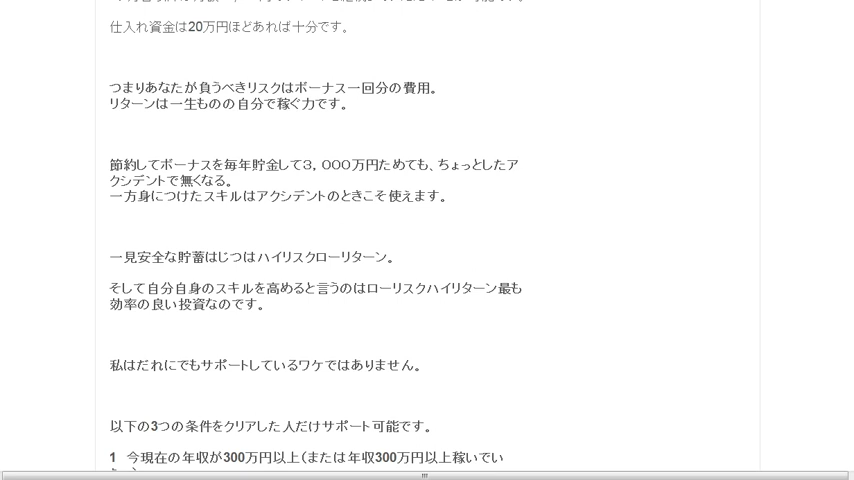 仕入れ資金は20万円ほどあれば十分です。
つまりあなたが負うべきリスクはボーナス一回分の費用。
リターンは一生ものの自分で稼ぐ力です。
節約してボーナスを毎年貯金して３，０００万円ためても、ちょっとしたア
クシデントで無くなる。
一方身につけたスキルはアクシデントのときこそ使えます。
一見安全な貯蓄はじつはハイリスクローリターン。
そして自分自身のスキルを高めると言うのはローリスクハイリターン最も
効率の良い投資なのです。
私はだれにでもサポートしているワケではありません。
以下の3つの条件をクリアした人だけサポート可能です。
1　今現在の年収が300万円以上（または年収300万円以上稼いでい